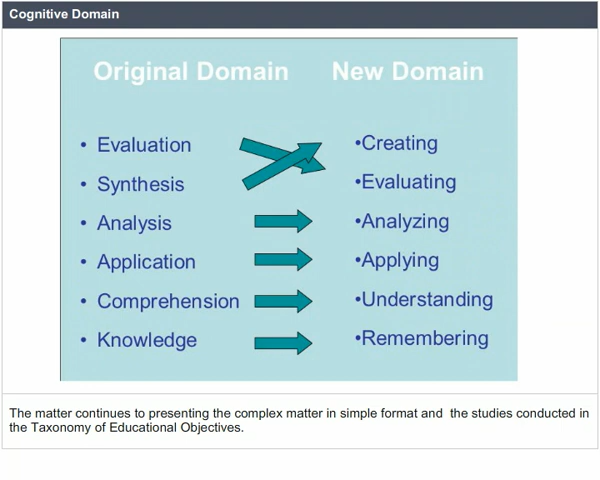 Cognitive Domain
Original Domain New Domain
• Evaluation •Creating
• Synthesis •Evaluating
• Analysis •Analyzing
• Application •Applying
• Comprehension •Understanding
• Knowledge •Remembering
The matter continues to presenting the complex matter in simple format and  the studies conducted in
the Taxonomy of Educational Objectives.